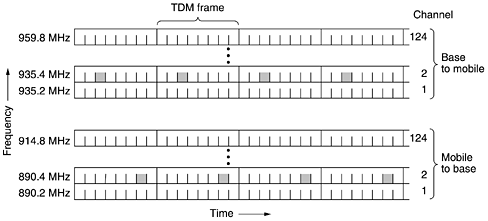 TDM frame
Channel
959.8 MHz
124
Base
to mobile
935.4 MHz
2
935.2 MHz
1
Frequency
914.8 MHz
124
Mobile
to base
890.4 MHz
2
890.2 MHz
1
Time